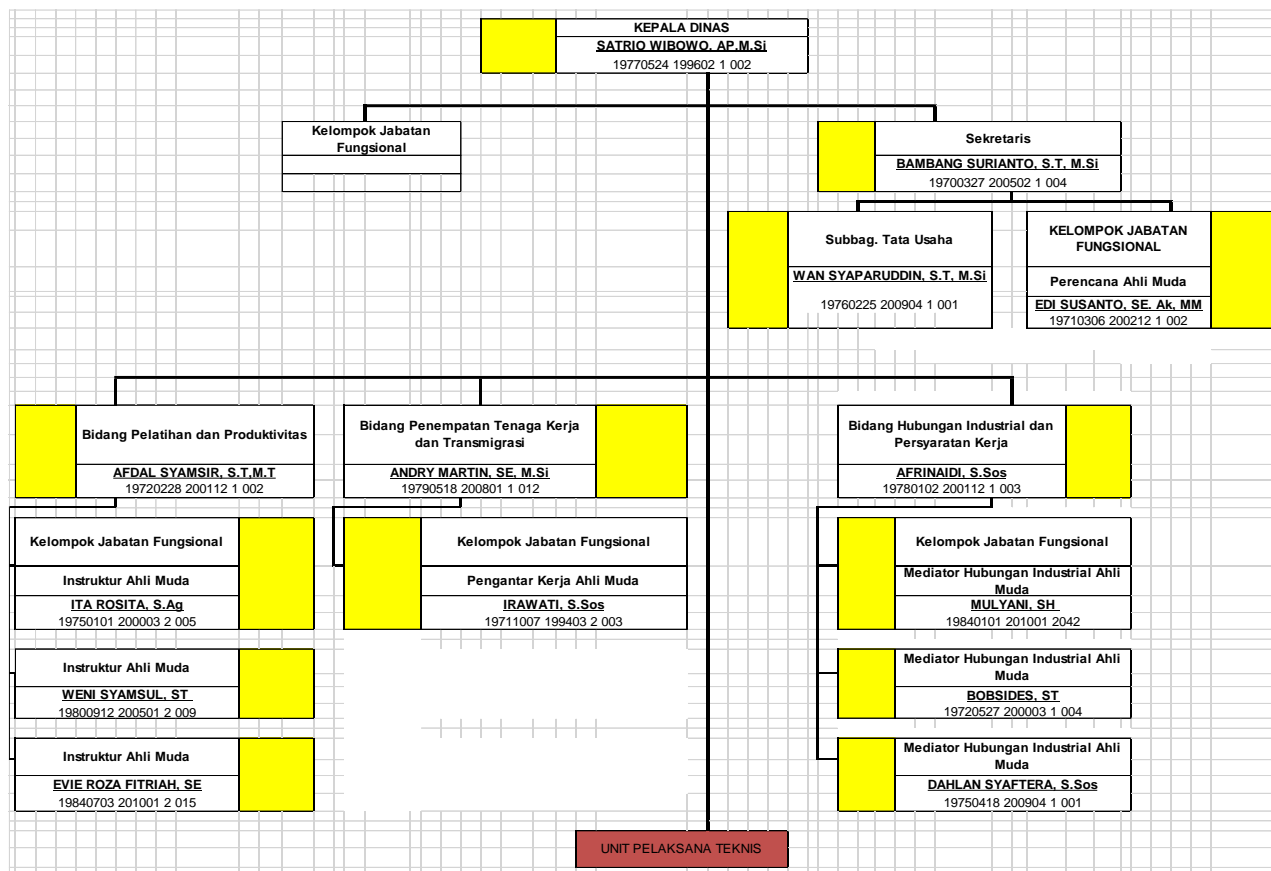 KEPALA DINAS
SATRIO WIBOWO, AP,M.Si
19770524 199602 1 002
Kelompok Jabatan
Fungsional
Sekretaris
BAMBANG SURIANTO, S.T, M.Si
19700327 200502 1 004
Subbag. Tata Usaha
WAN SYAPARUDDIN, S.T, M.Si
19760225 200904 1 001
KELOMPOK JABATAN
FUNGSIONAL
Perencana Ahli Muda
EDI SUSANTO, SE. Ak, MM
19710306 200212 1 002
Bidang Pelatihan dan Produktivitas
AFDAL SYAMSIR, S.T,M.T
19720228 200112 1 002
Bidang Penempatan Tenaga Kerja
dan Transmigrasi
ANDRY MARTIN, SE, M.Si
19790518 200801 1 012
Bidang Hubungan Industrial dan
Persyaratan Kerja
AFRINAIDI, S.Sos
19780102 200112 1 003
Kelompok Jabatan Fungsional
Instruktur Ahli Muda
ITA ROSITA, S.Ag
19750101 200003 2 005
Instruktur Ahli Muda
WENI SYAMSUL, ST
19800912 200501 2 009
Instruktur Ahli Muda
EVIE ROZA FITRIAH, SE
19840703 201001 2 015
Kelompok Jabatan Fungsional
Pengantar Kerja Ahli Muda
IRAWATI, S.Sos
19711007 199403 2 003
Kelompok Jabatan Fungsional
Mediator Hubungan Industrial Ahli
Muda
MULYANI, SH
19840101 201001 2042
Mediator Hubungan Industrial Ahli
Muda
BOBSIDES, ST
19720527 200003 1 004
Mediator Hubungan Industrial Ahli
Muda
DAHLAN SYAFTERA, S.Sos
19750418 200904 1 001
UNIT PELAKSANA TEKNIS